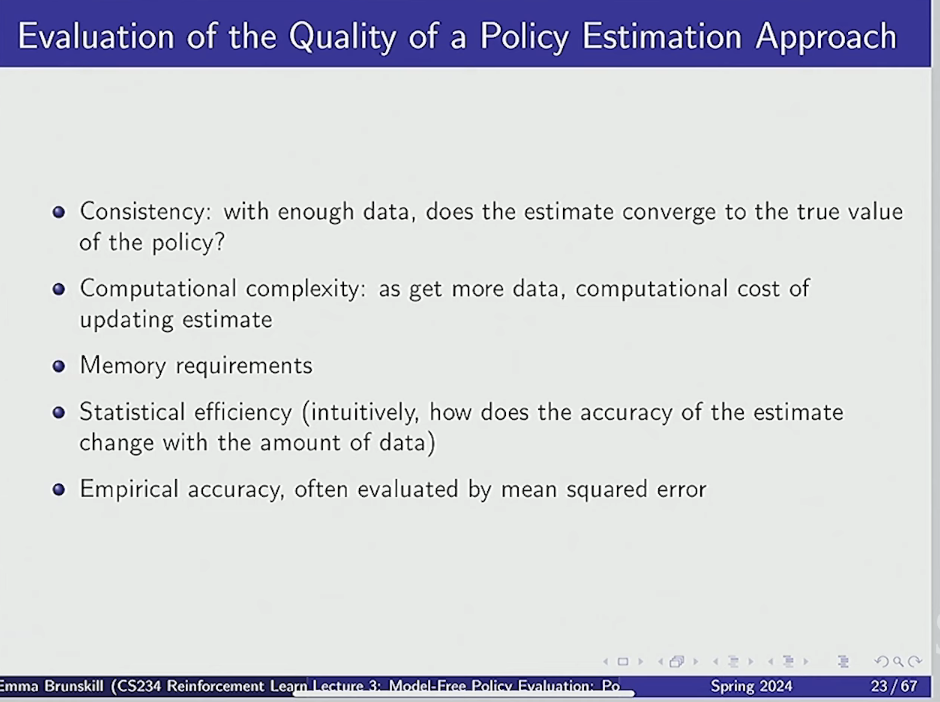 Evaluation of the Quality of a Policy Estimation Approach
Consistency: with enough data, does the estimate converge to the true value
of the policy?
Computational complexity: as get more data, computational cost of
updating estimate
Memory requirements
Statistical efficiency (intuitively, how does the accuracy of the estimate
change with the amount of data)
Empirical accuracy, often evaluated by mean squared error
Emma Brunskill (CS234 Reinforcement Learn Lecture 3: Model-Free Policy Evaluation: Po Spring 2024 23 / 67